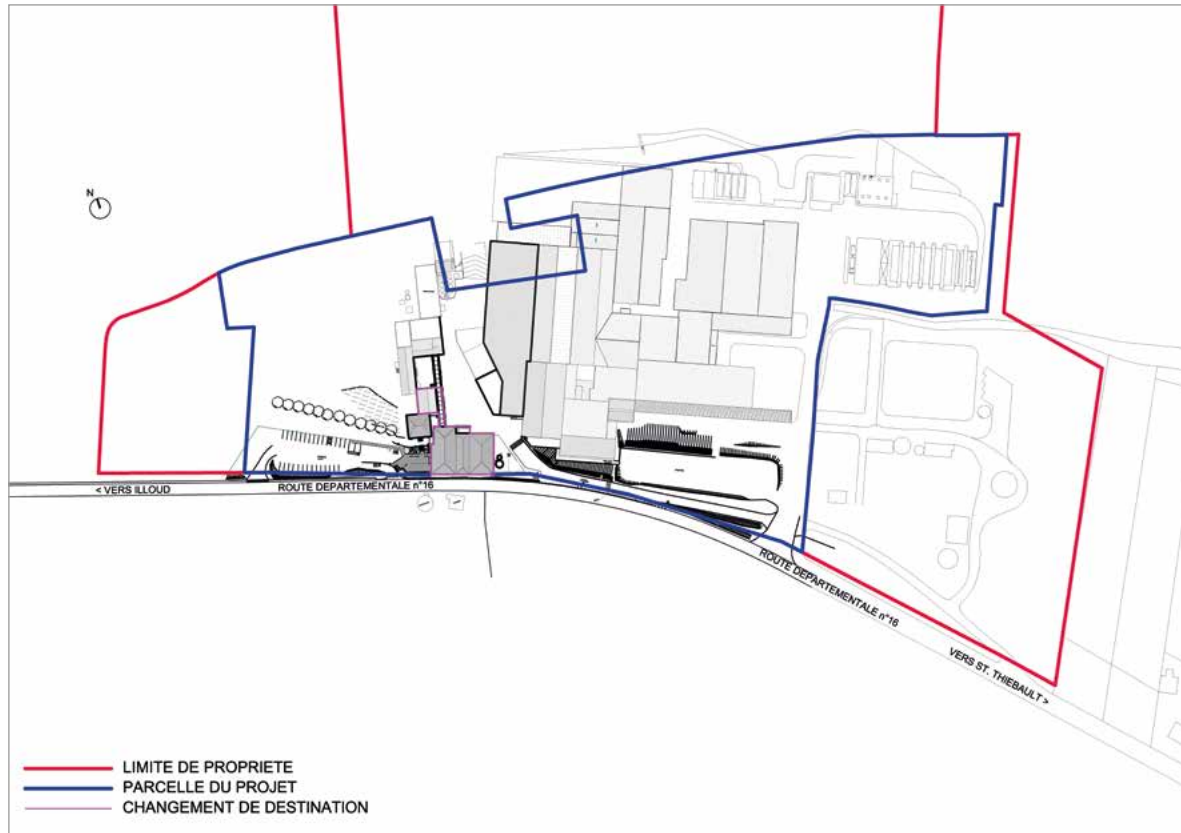 N
8
< VERS ILLOUD
ROUTE DEPARTEMENTALE n°16
ROUTE DEPARTEMENTALE n°16
VERS ST. THIEBAULT >
LIMITE DE PROPRIETE
PARCELLE DU PROJET
CHANGEMENT DE DESTINATION